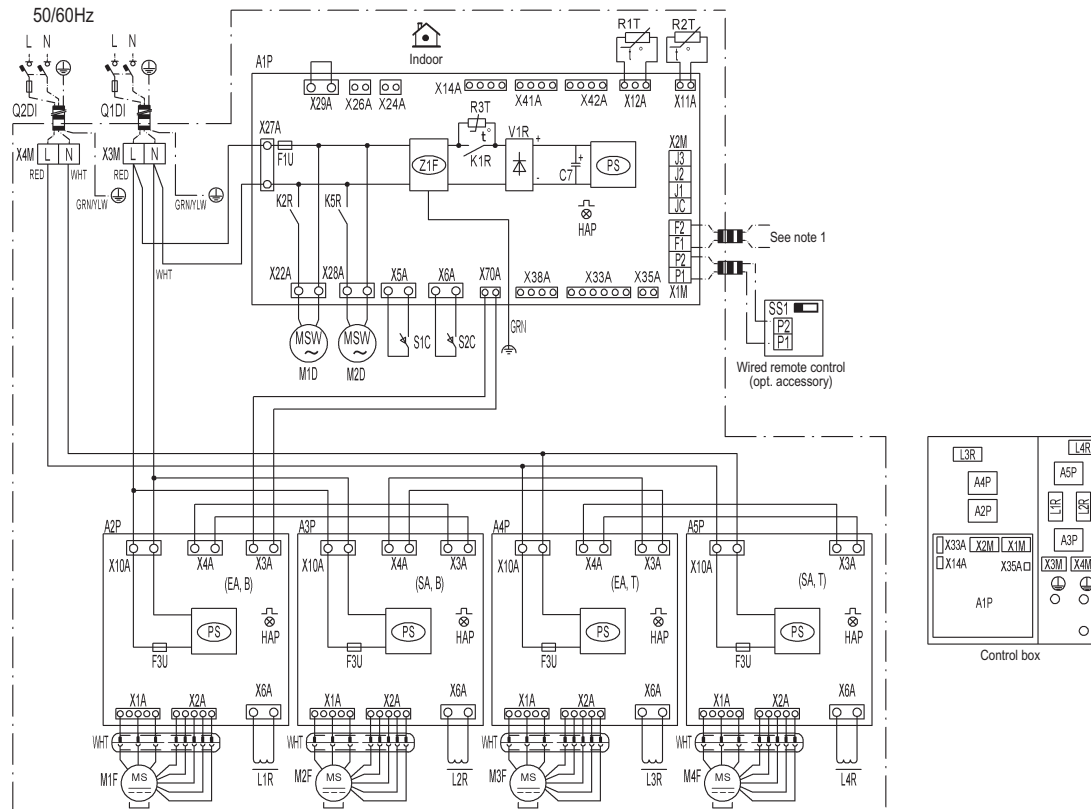 50/60Hz
L N
L N
Q2DI
Q1DI
X4M L N
X3M L N
RED
WHT
RED
GRN/YLW
GRN/YLW
WHT
Indoor
A1P
R1T
t°
R2T
t°
X29A
X26A
X24A
X14A
X41A
X42A
X12A
X11A
X27A
F1U
Z1F
R3T
t°
K1R
V1R
+
-
C7
+
PS
HAP
X2M
J3
J2
J1
JC
F2
F1
P2
P1
X1M
See note 1
K2R
K5R
X22A
X28A
X5A
X6A
X70A
X38A
X33A
X35A
MSW
~
M1D
MSW
~
M2D
S1C
S2C
GRN
SS1
P2
P1
Wired remote control
(opt. accessory)
A2P
X10A
X4A
X3A
(EA, B)
PS
HAP
F3U
X1A
X2A
X6A
WHT
M1F
MS
L1R
A3P
X10A
X4A
X3A
(SA, B)
PS
HAP
F3U
X1A
X2A
X6A
WHT
M2F
MS
L2R
A4P
X10A
X4A
X3A
(EA, T)
PS
HAP
F3U
X1A
X2A
X6A
WHT
M3F
MS
L3R
A5P
X10A
X3A
(SA, T)
PS
HAP
F3U
X1A
X2A
X6A
WHT
M4F
MS
L4R
L3R
L4R
A4P
A5P
A2P
L1R
L2R
A3P
X33A
X2M
X1M
X14A
X35A
X3M
X4M
A1P
Control box